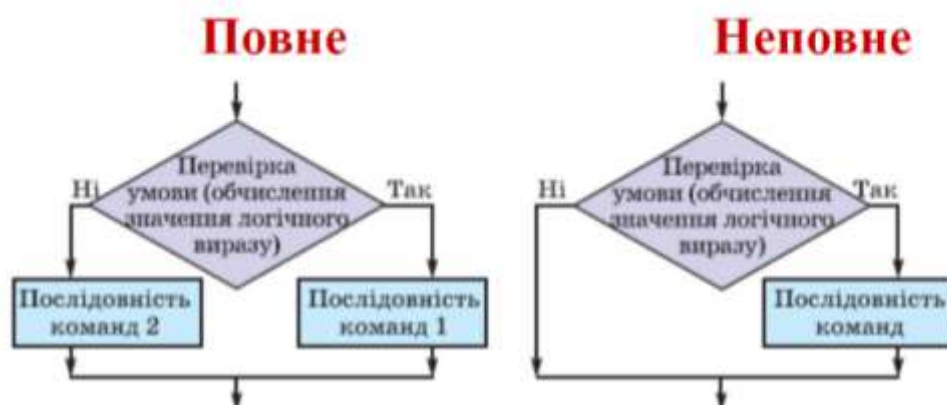 Повне
Перевірка
умови (обчислення
значення логічного
виразу)
Ні
Так
Послідовність
команд 2
Послідовність
команд 1
Неповне
Перевірка
умови (обчислення
значення логічного
виразу)
Ні
Так
Послідовність
команд